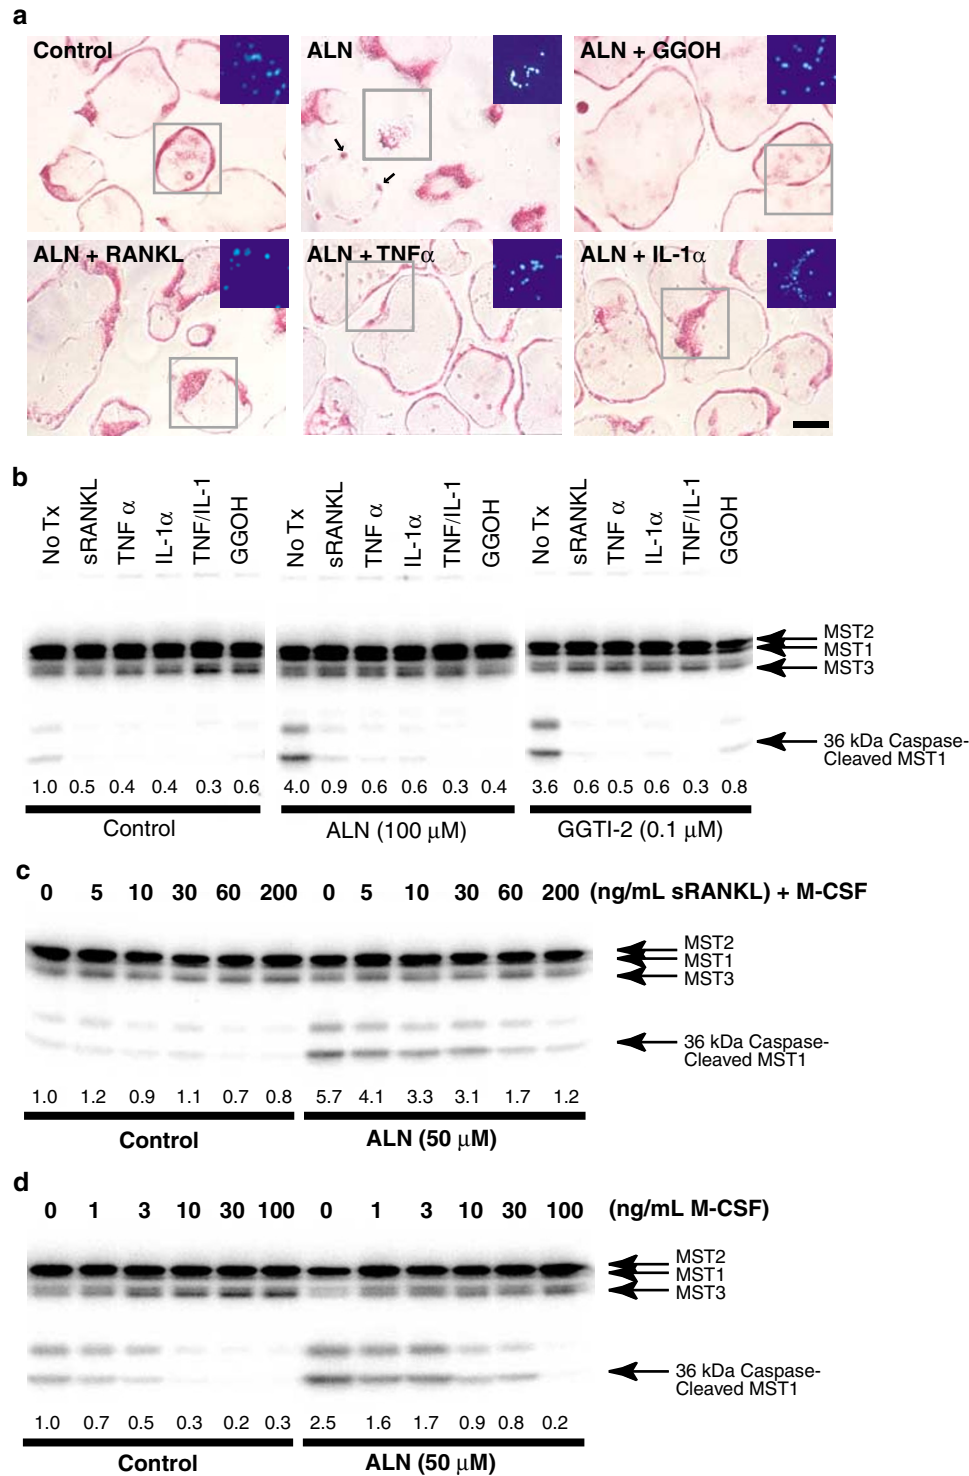 a
Control
ALN
ALN + GGOH
ALN + RANKL
ALN + TNFα
ALN + IL-1α
b
No Tx sRANKL TNF α IL-1α TNF/IL-1 GGOH No Tx sRANKL TNF α IL-1α TNF/IL-1 GGOH No Tx sRANKL TNF α IL-1α TNF/IL-1 GGOH
MST2
MST1
MST3
36 kDa Caspase-
Cleaved MST1
1.0 0.5 0.4 0.4 0.3 0.6 4.0 0.9 0.6 0.6 0.3 0.4 3.6 0.6 0.5 0.6 0.3 0.8
Control ALN (100 μM) GGTI-2 (0.1 μM)
c
0 5 10 30 60 200 0 5 10 30 60 200 (ng/mL sRANKL) + M-CSF
MST2
MST1
MST3
36 kDa Caspase-
Cleaved MST1
1.0 1.2 0.9 1.1 0.7 0.8 5.7 4.1 3.3 3.1 1.7 1.2
Control ALN (50 μM)
d
0 1 3 10 30 100 0 1 3 10 30 100 (ng/mL M-CSF)
MST2
MST1
MST3
36 kDa Caspase-
Cleaved MST1
1.0 0.7 0.5 0.3 0.2 0.3 2.5 1.6 1.7 0.9 0.8 0.2
Control ALN (50 μM)